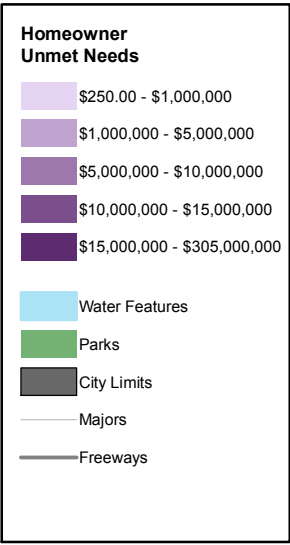 Homeowner
Unmet Needs
$250.00 - $1,000,000
$1,000,000 - $5,000,000
$5,000,000 - $10,000,000
$10,000,000 - $15,000,000
$15,000,000 - $305,000,000
Water Features
Parks
City Limits
Majors
Freeways